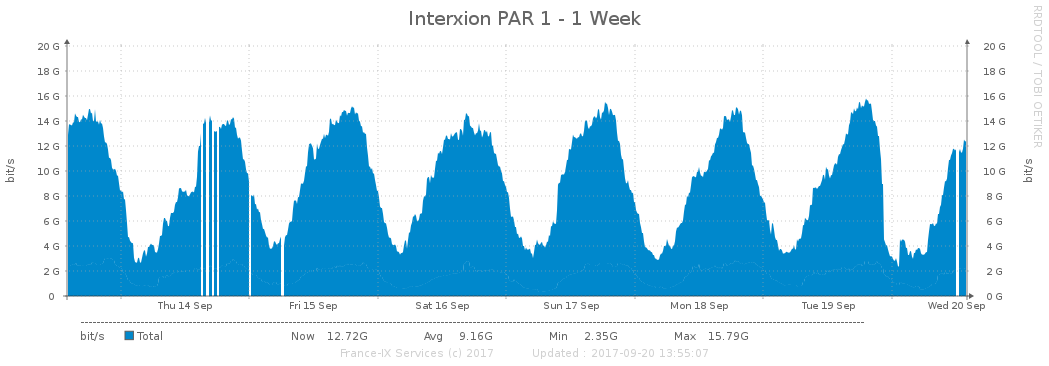 Interxion PAR 1 - 1 Week
RRDTOOL / TOBI OETIKER
bit/s
20 G 20 G
18 G 18 G
16 G 16 G
14 G 14 G
12 G 12 G
10 G 10 G
8 G 8 G
6 G 6 G
4 G 4 G
2 G 2 G
0 0 G
bit/s
Thu 14 Sep Fri 15 Sep Sat 16 Sep Sun 17 Sep Mon 18 Sep Tue 19 Sep Wed 20 Sep
bit/s Total Now 12.72G Avg 9.16G Min 2.35G Max 15.79G
France-IX Services (c) 2017 Updated : 2017-09-20 13:55:07